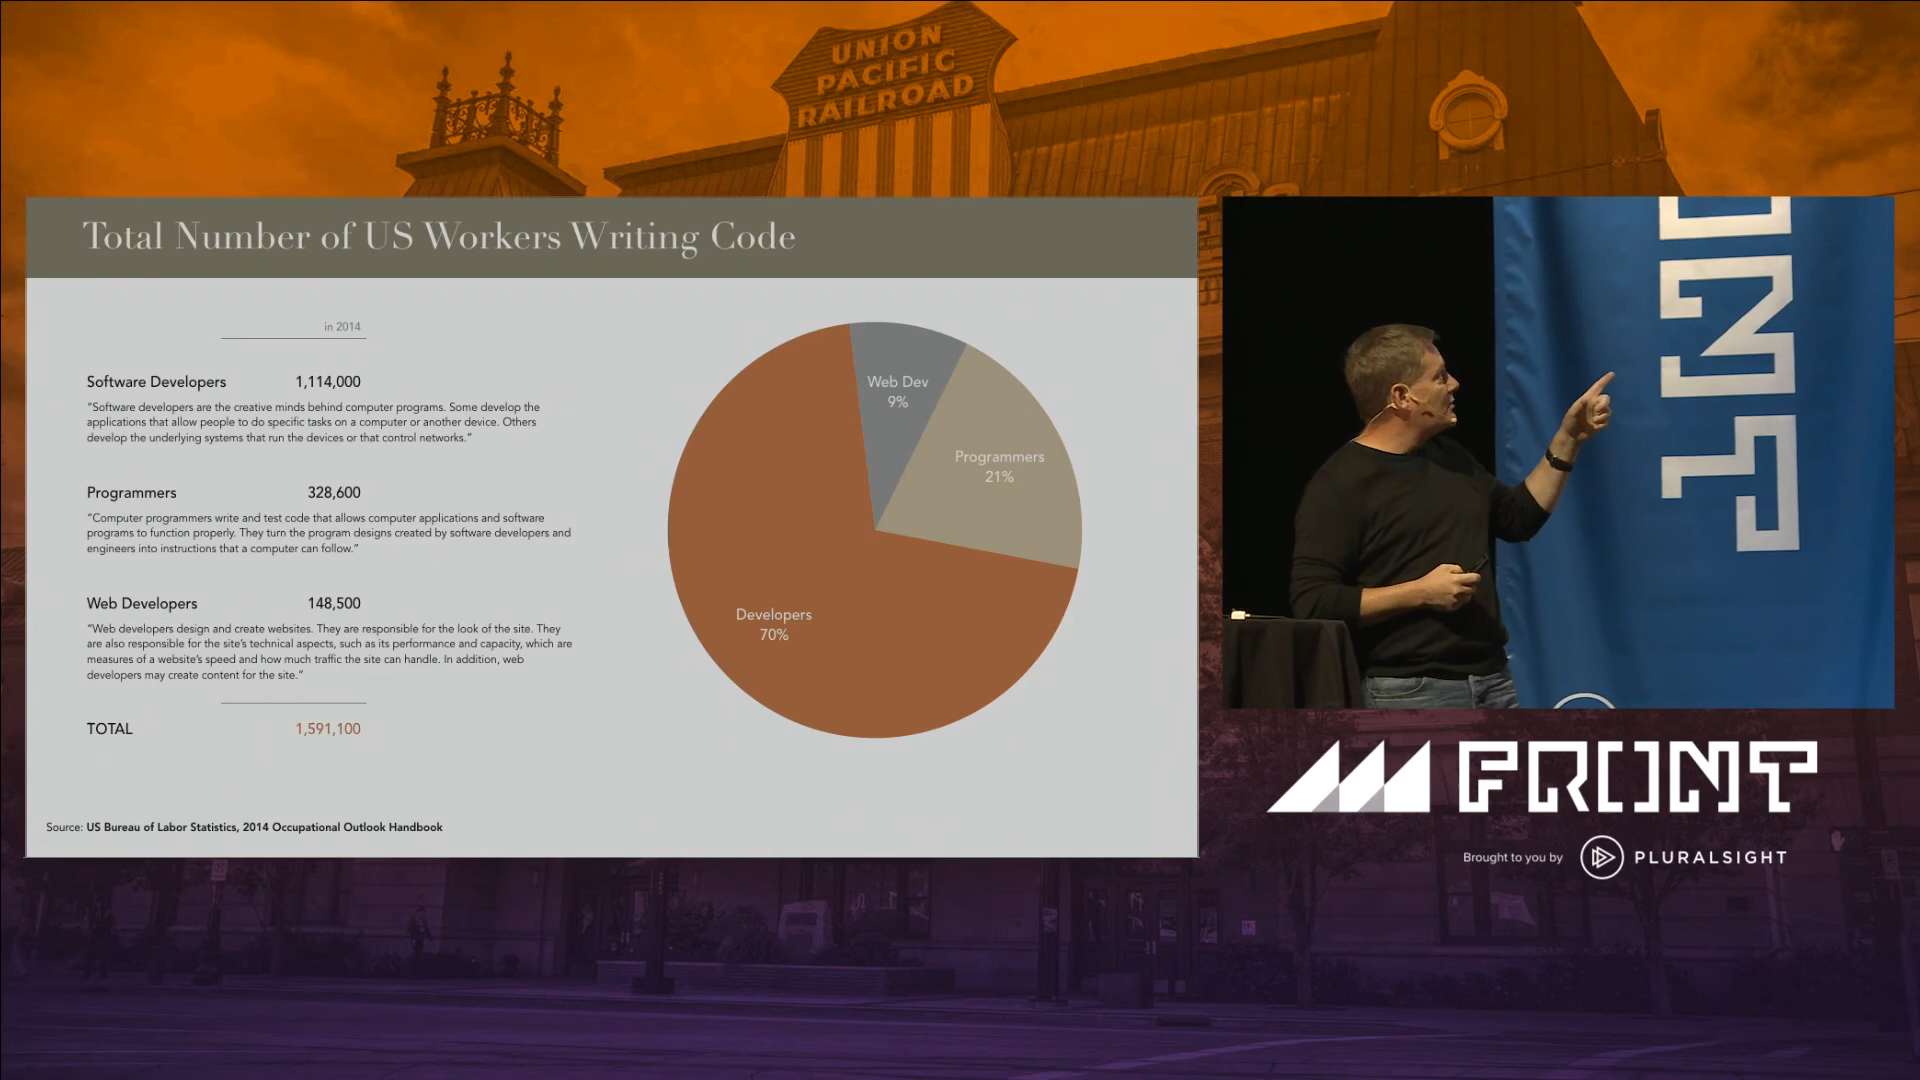 UNION
PACIFIC
RAILROAD
Total Number of US Workers Writing Code
in 2014
Software Developers 1,114,000
“Software developers are the creative minds behind computer programs. Some develop the
applications that allow people to do specific tasks on a computer or another device. Others
develop the underlying systems that run the devices or that control networks.”
Programmers 328,600
“Computer programmers write and test code that allows computer applications and software
programs to function properly. They turn the program designs created by software developers and
engineers into instructions that a computer can follow.”
Web Developers 148,500
“Web developers design and create websites. They are responsible for the look of the site. They
are also responsible for the site’s technical aspects, such as its performance and capacity, which are
measures of a website’s speed and how much traffic the site can handle. In addition, web
developers may create content for the site.”
TOTAL 1,591,100
Source: US Bureau of Labor Statistics, 2014 Occupational Outlook Handbook
Web Dev
9%
Programmers
21%
Developers
70%
ONT
FRONT
Brought to you by PLURALSIGHT